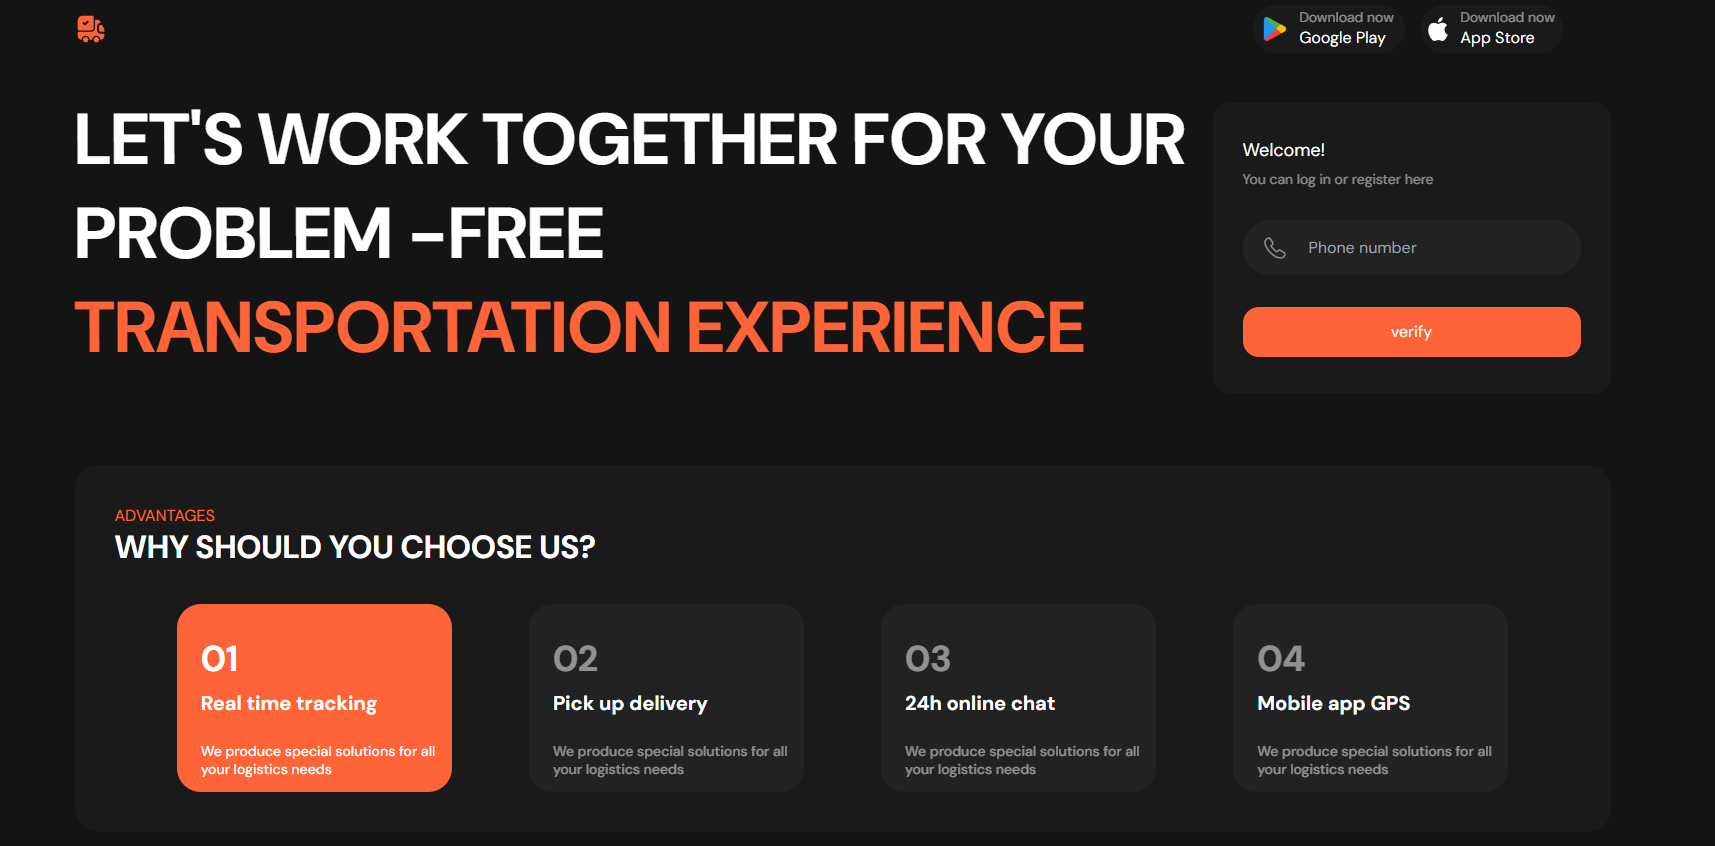 Download now
Google Play
Download now
App Store
LET'S WORK TOGETHER FOR YOUR
PROBLEM -FREE
TRANSPORTATION EXPERIENCE
Welcome!
You can log in or register here
Phone number
verify
ADVANTAGES
WHY SHOULD YOU CHOOSE US?
01
Real time tracking
We produce special solutions for all
your logistics needs
02
Pick up delivery
We produce special solutions for all
your logistics needs
03
24h online chat
We produce special solutions for all
your logistics needs
04
Mobile app GPS
We produce special solutions for all
your logistics needs